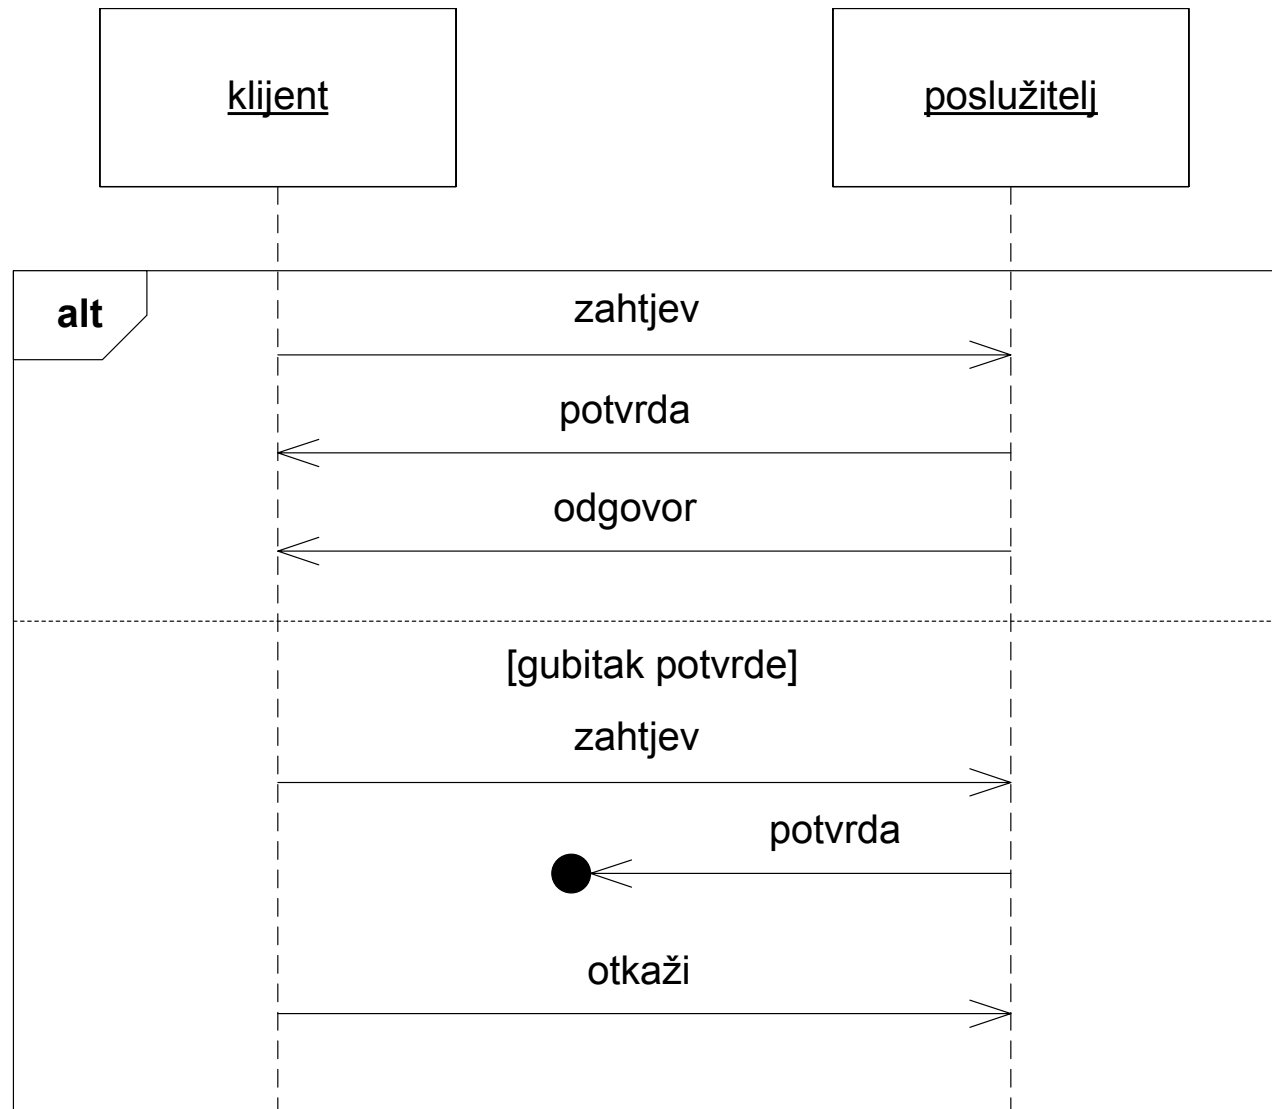 klijent
poslužitelj
alt
zahtjev
potvrda
odgovor
[gubitak potvrde]
zahtjev
potvrda
otkaži